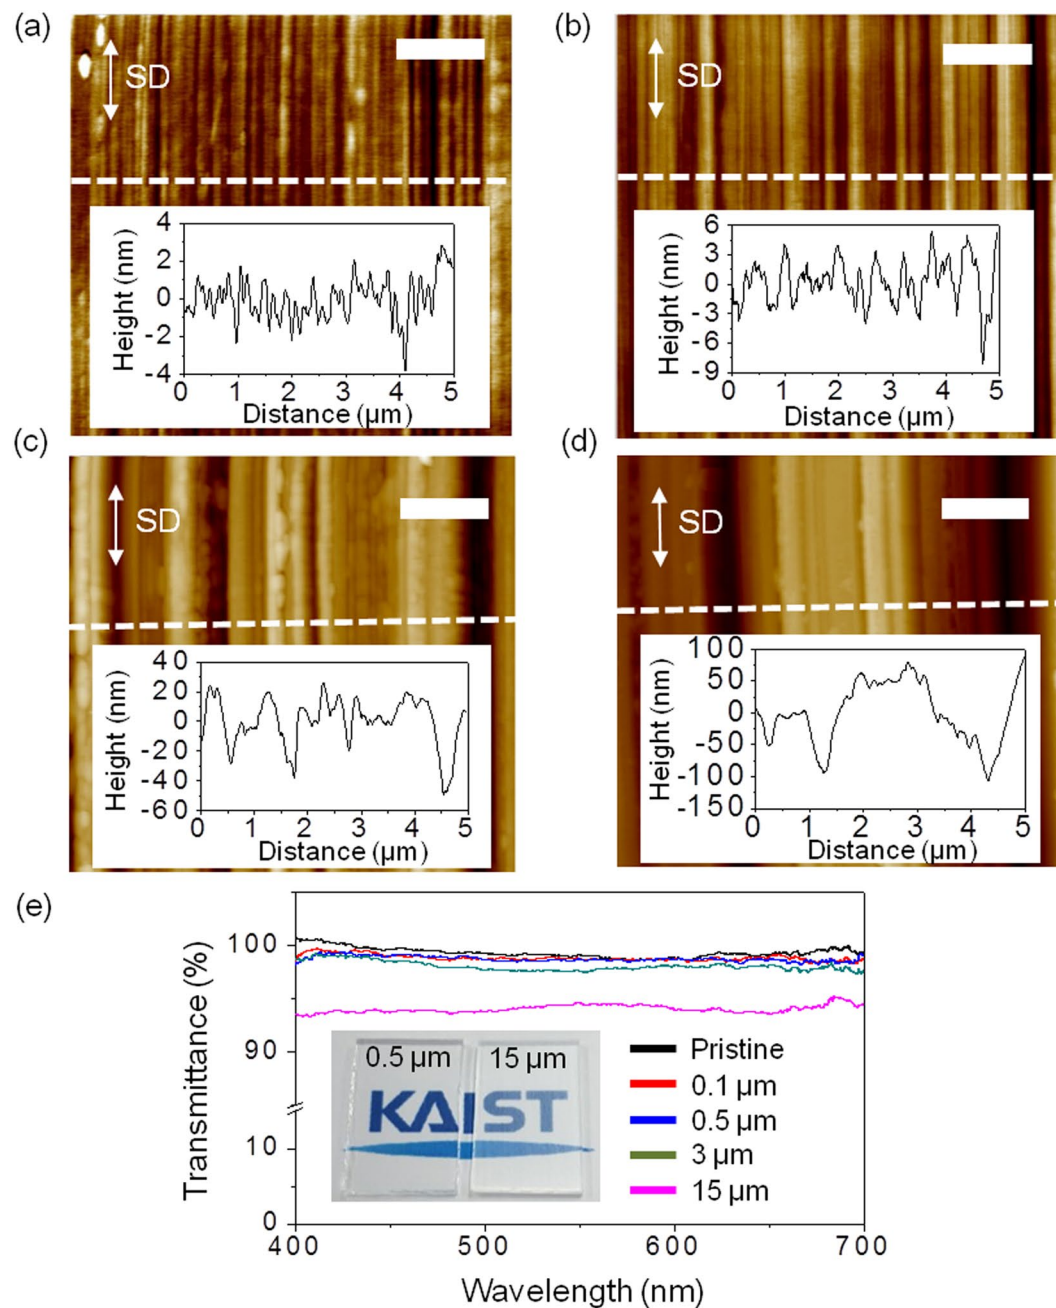 (a)
SD
Height (nm)
4
2
0
-2
-4
0 1 2 3 4 5
Distance (µm)
(b)
SD
Height (nm)
6
3
0
-3
-6
-9
0 1 2 3 4 5
Distance (µm)
(c)
SD
Height (nm)
40
20
0
-20
-40
-60
0 1 2 3 4 5
Distance (µm)
(d)
SD
Height (nm)
100
50
0
-50
-100
-150
0 1 2 3 4 5
Distance (µm)
(e)
Transmittance (%)
100
90
10
0
0.5 µm 15 µm
KAIST
Pristine
0.1 µm
0.5 µm
3 µm
15 µm
400 500 600 700
Wavelength (nm)